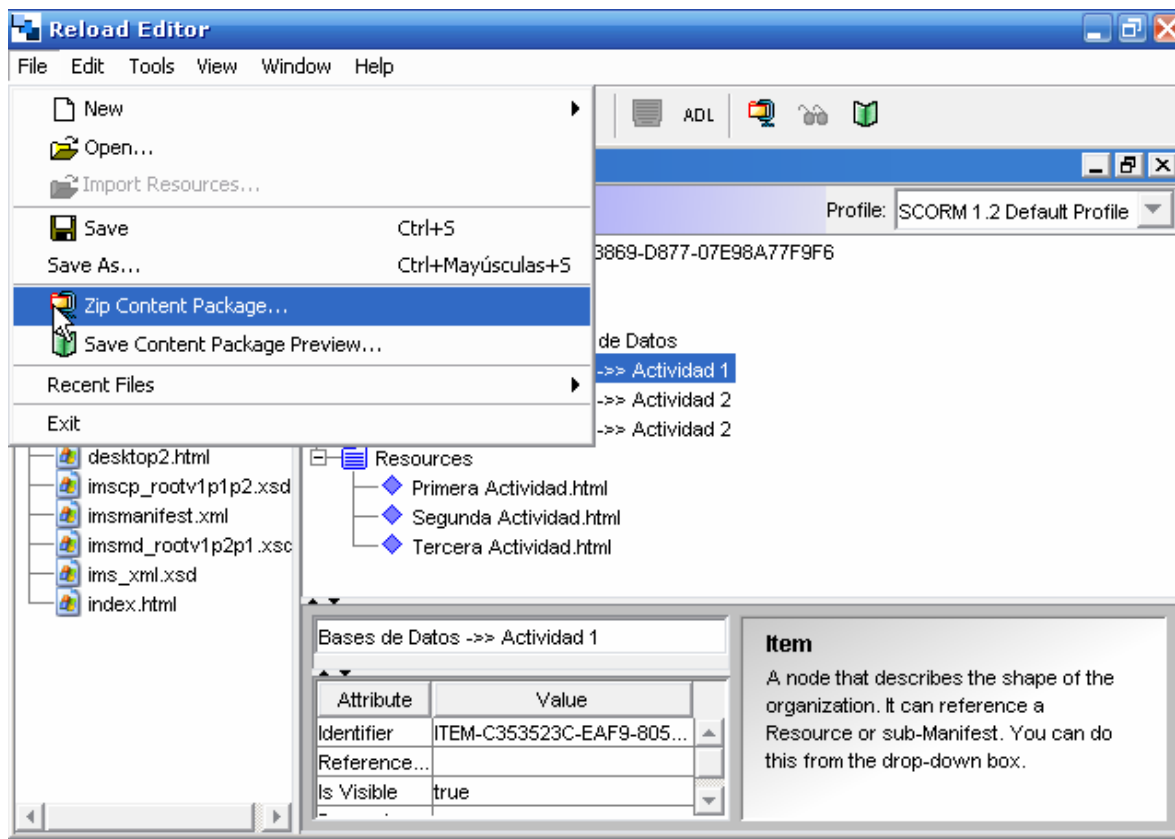 Reload Editor
File Edit Tools View Window Help
New
Open...
Import Resources...
Save Ctrl+S
Save As... Ctrl+Mayúsculas+S
Zip Content Package...
Save Content Package Preview...
Recent Files
Exit
ADL
Profile: SCORM 1.2 Default Profile
3869-D877-07E98A77F9F6
de Datos
->> Actividad 1
->> Actividad 2
->> Actividad 2
Resources
Primera Actividad.html
Segunda Actividad.html
Tercera Actividad.html
desktop2.html
imscp_rootv1p1p2.xsd
imsmanifest.xml
imsmd_rootv1p2p1.xsc
ims_xml.xsd
index.html
Bases de Datos ->> Actividad 1
Attribute Value
Identifier ITEM-C353523C-EAF9-805...
Reference...
Is Visible true
Item
A node that describes the shape of the
organization. It can reference a
Resource or sub-Manifest. You can do
this from the drop-down box.